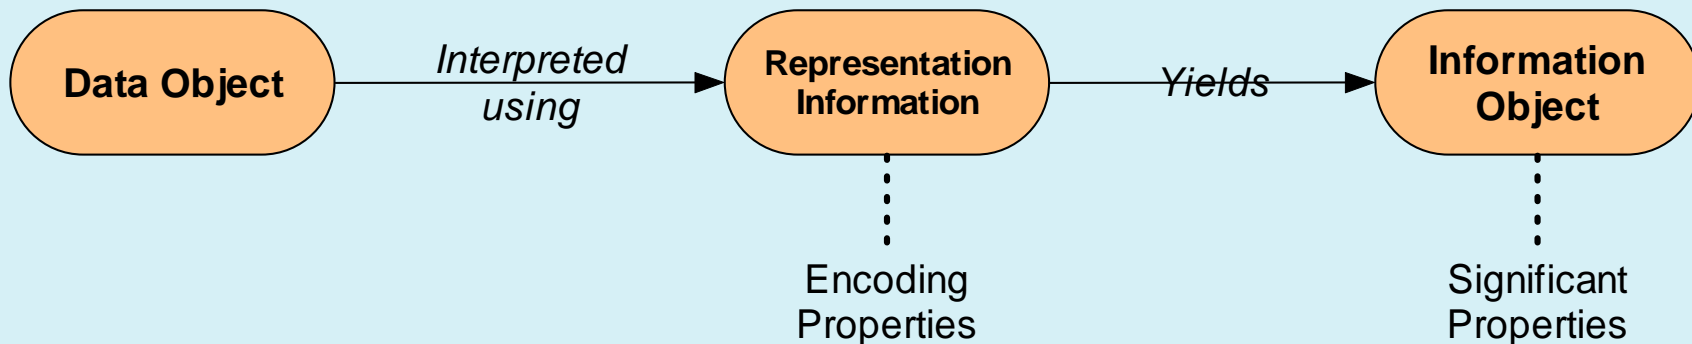 Data Object
Interpreted
using
Representation
Information
Yields
Information
Object
Encoding
Properties
Significant
Properties